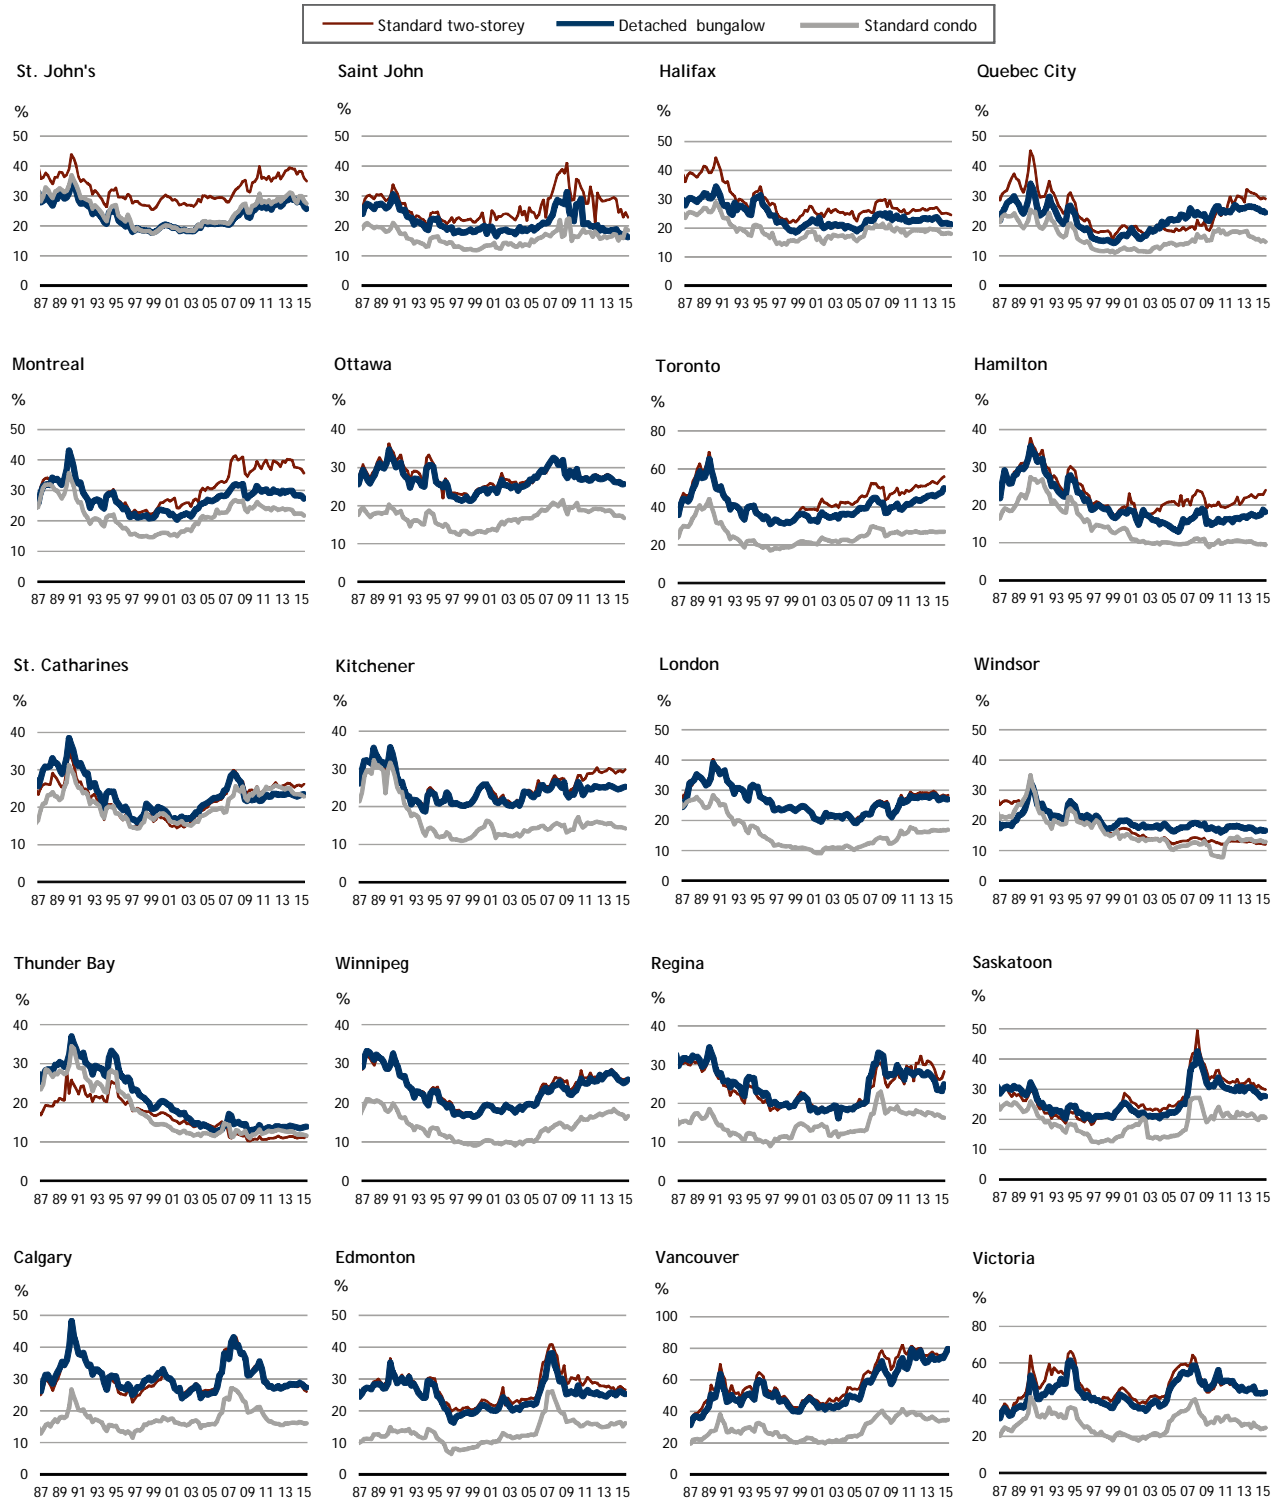 Standard two-storey Detached bungalow Standard condo
St. John's Saint John Halifax Quebec City
% % % %
50 50 50 50
40 40 40 40
30 30 30 30
20 20 20 20
10 10 10 10
0 0 0 0
87 89 91 93 95 97 99 01 03 05 07 09 11 13 15 87 89 91 93 95 97 99 01 03 05 07 09 11 13 15 87 89 91 93 95 97 99 01 03 05 07 09 11 13 15 87 89 91 93 95 97 99 01 03 05 07 09 11 13 15
Montreal Ottawa Toronto Hamilton
% % % %
50 40 80 40
40 30 60 30
30 20 40 20
20 10 20 10
10 0 0 0
0
87 89 91 93 95 97 99 01 03 05 07 09 11 13 15 87 89 91 93 95 97 99 01 03 05 07 09 11 13 15 87 89 91 93 95 97 99 01 03 05 07 09 11 13 15 87 89 91 93 95 97 99 01 03 05 07 09 11 13 15
St. Catharines Kitchener London Windsor
% % % %
40 40 50 50
30 30 40 40
20 20 30 30
10 10 20 20
0 0 10 10
0 0
87 89 91 93 95 97 99 01 03 05 07 09 11 13 15 87 89 91 93 95 97 99 01 03 05 07 09 11 13 15 87 89 91 93 95 97 99 01 03 05 07 09 11 13 15 87 89 91 93 95 97 99 01 03 05 07 09 11 13 15
Thunder Bay Winnipeg Regina Saskatoon
% % % %
40 40 40 50
30 30 30 40
20 20 20 30
10 10 10 20
0 0 0 10
0
87 89 91 93 95 97 99 01 03 05 07 09 11 13 15 87 89 91 93 95 97 99 01 03 05 07 09 11 13 15 87 89 91 93 95 97 99 01 03 05 07 09 11 13 15 87 89 91 93 95 97 99 01 03 05 07 09 11 13 15
Calgary Edmonton Vancouver Victoria
% % % %
50 50 100 80
40 40 80 60
30 30 60 40
20 20 40 20
10 10 20 0
0 0 0
87 89 91 93 95 97 99 01 03 05 07 09 11 13 15 87 89 91 93 95 97 99 01 03 05 07 09 11 13 15 87 89 91 93 95 97 99 01 03 05 07 09 11 13 15 87 89 91 93 95 97 99 01 03 05 07 09 11 13 15